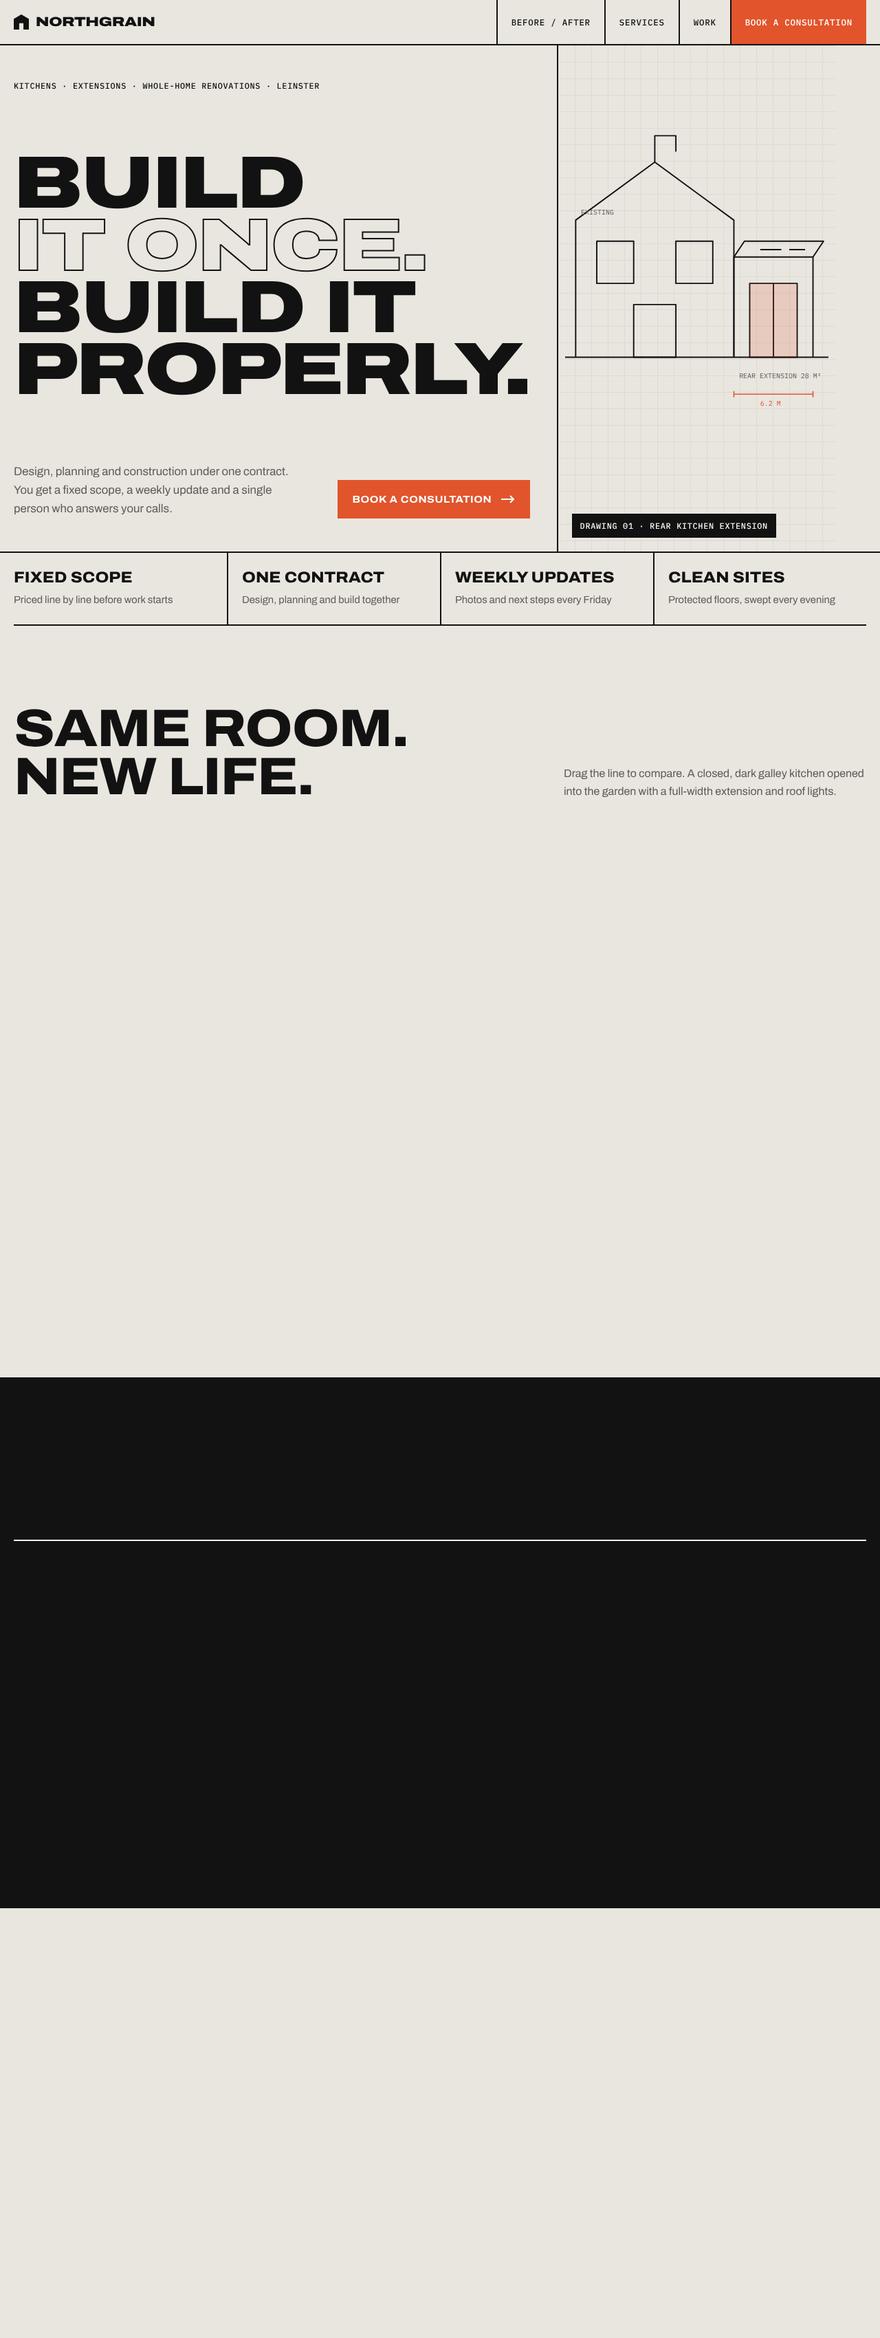 NORTHGRAIN
BEFORE / AFTER
SERVICES
WORK
BOOK A CONSULTATION
KITCHENS · EXTENSIONS · WHOLE-HOME RENOVATIONS · LEINSTER
BUILD
IT ONCE.
BUILD IT
PROPERLY.
Design, planning and construction under one contract.
You get a fixed scope, a weekly update and a single
person who answers your calls.
BOOK A CONSULTATION
EXISTING
REAR EXTENSION 28 M²
6.2 M
DRAWING 01 · REAR KITCHEN EXTENSION
FIXED SCOPE
Priced line by line before work starts
ONE CONTRACT
Design, planning and build together
WEEKLY UPDATES
Photos and next steps every Friday
CLEAN SITES
Protected floors, swept every evening
SAME ROOM.
NEW LIFE.
Drag the line to compare. A closed, dark galley kitchen opened
into the garden with a full-width extension and roof lights.